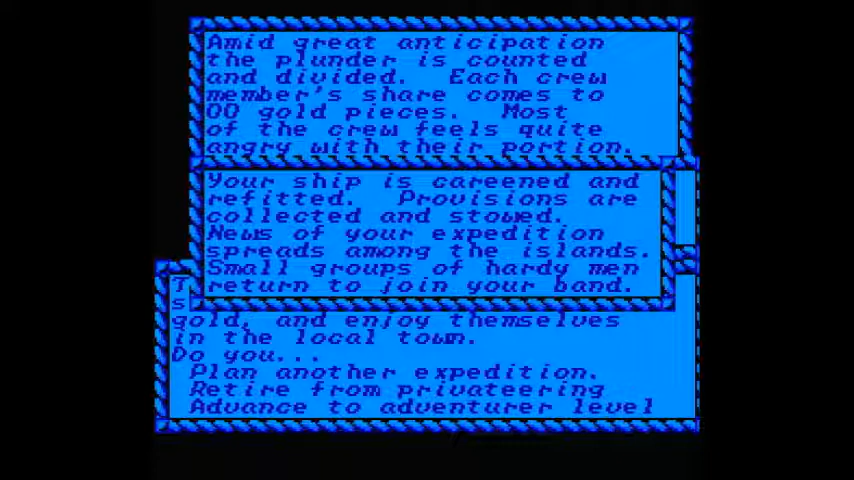 Amid great anticipation
the plunder is counted
and divided.  Each crew
member's share comes to
00 gold pieces.  Most
of the crew feels quite
angry with their portion.
Your ship is careened and
refitted.  Provisions are
collected and stowed.
News of your expedition
spreads among the islands.
Small groups of hardy men
return to join your band.
gold, and enjoy themselves
in the local town.
Do you...
Plan another expedition.
Retire from privateering
Advance to adventurer level